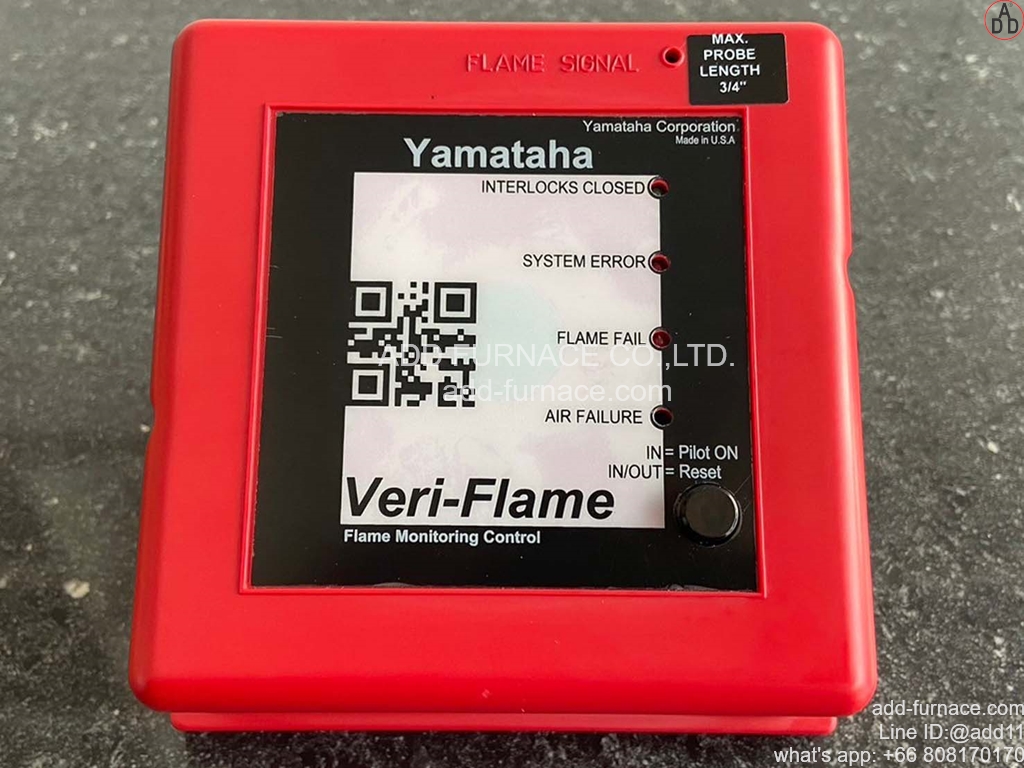 ADD
FLAME SIGNAL
MAX.
PROBE
LENGTH
3/4"
Yamataha Corporation
Made in U.S.A
Yamataha
INTERLOCKS CLOSED
SYSTEM ERROR
FLAME FAIL
ADD FURNACE CO.,LTD.
add-furnace.com
AIR FAILURE
IN = Pilot ON
IN/OUT = Reset
Veri-Flame
Flame Monitoring Control
add-furnace.com
Line ID:@add11
what's app: +66 808170170